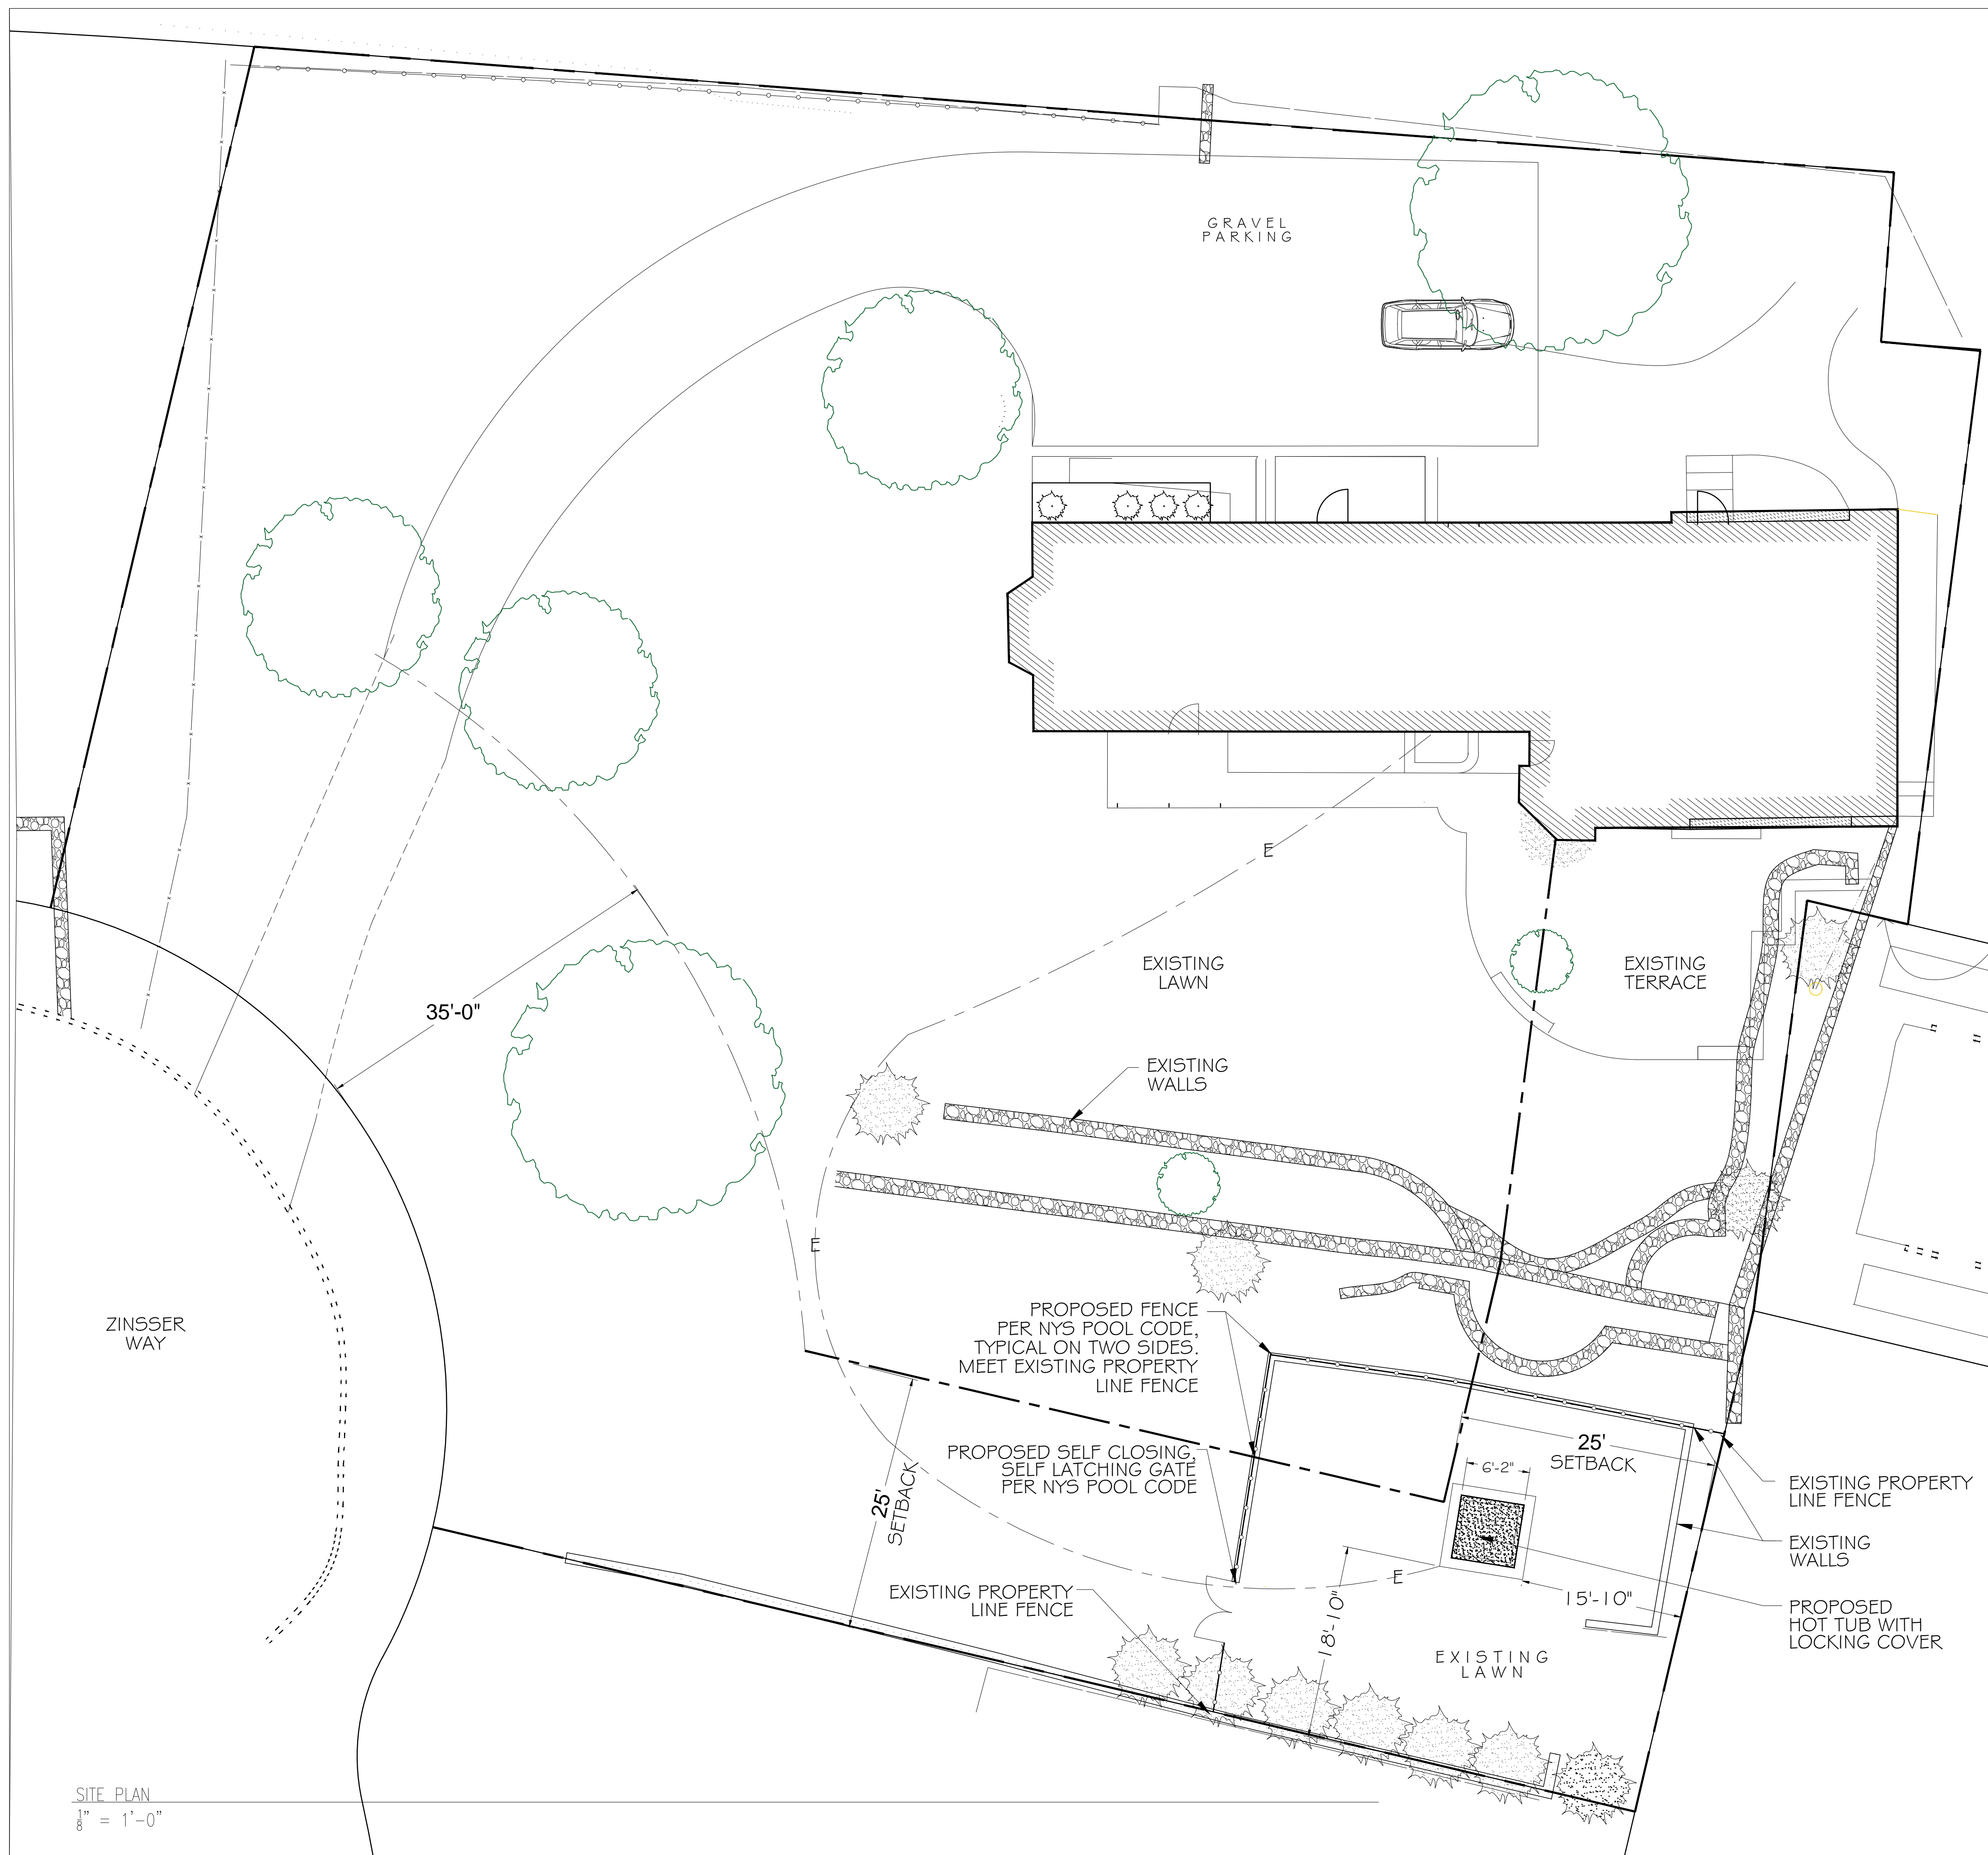 GRAVEL
PARKING
E
EXISTING
LAWN
EXISTING
TERRACE
35'-0"
EXISTING
WALLS
E
ZINSSER
WAY
PROPOSED FENCE
PER NYS POOL CODE,
TYPICAL ON TWO SIDES.
MEET EXISTING PROPERTY
LINE FENCE
25'
SETBACK
6'-2"
PROPOSED SELF CLOSING,
SELF LATCHING GATE
PER NYS POOL CODE
25'
SETBACK
EXISTING PROPERTY
LINE FENCE
EXISTING
WALLS
E
EXISTING PROPERTY
LINE FENCE
15'-10"
18'-10"
PROPOSED
HOT TUB WITH
LOCKING COVER
EXISTING
LAWN
SITE PLAN
1/8" = 1'-0"